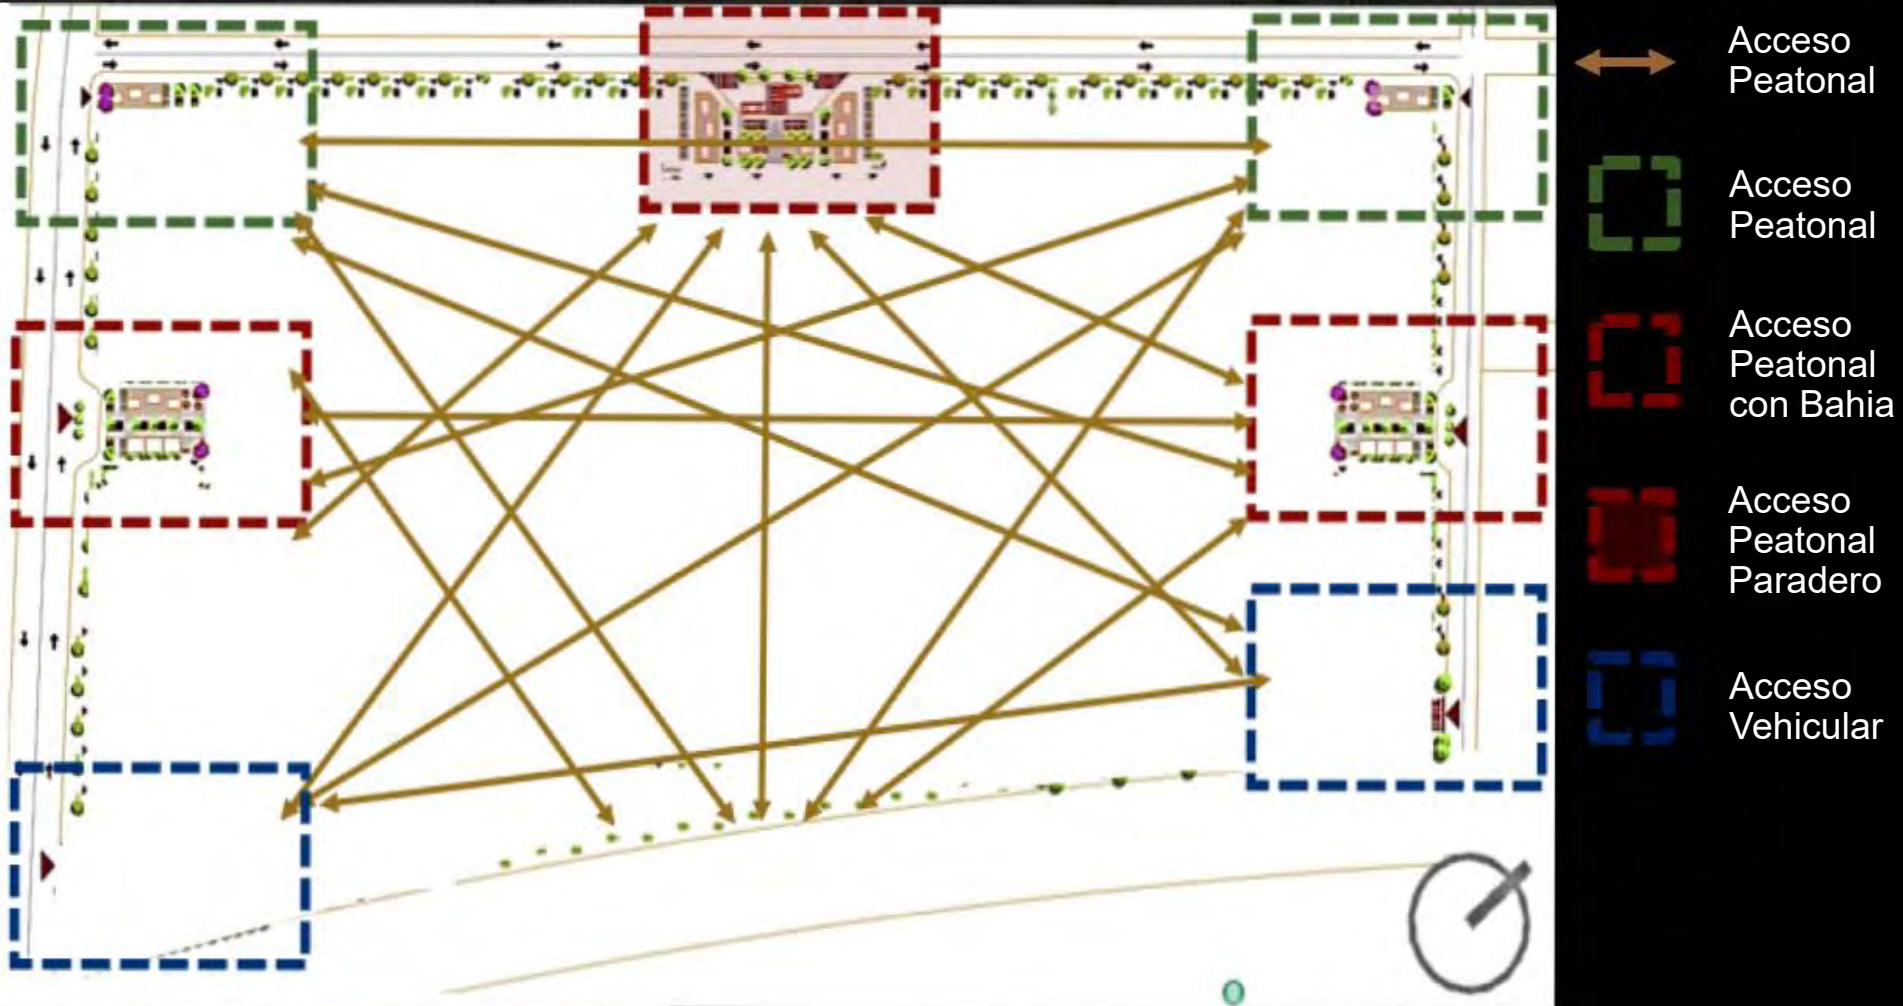 Acceso
Peatonal
Acceso
Peatonal
Acceso
Peatonal
con Bahia
Acceso
Peatonal
Paradero
Acceso
Vehicular